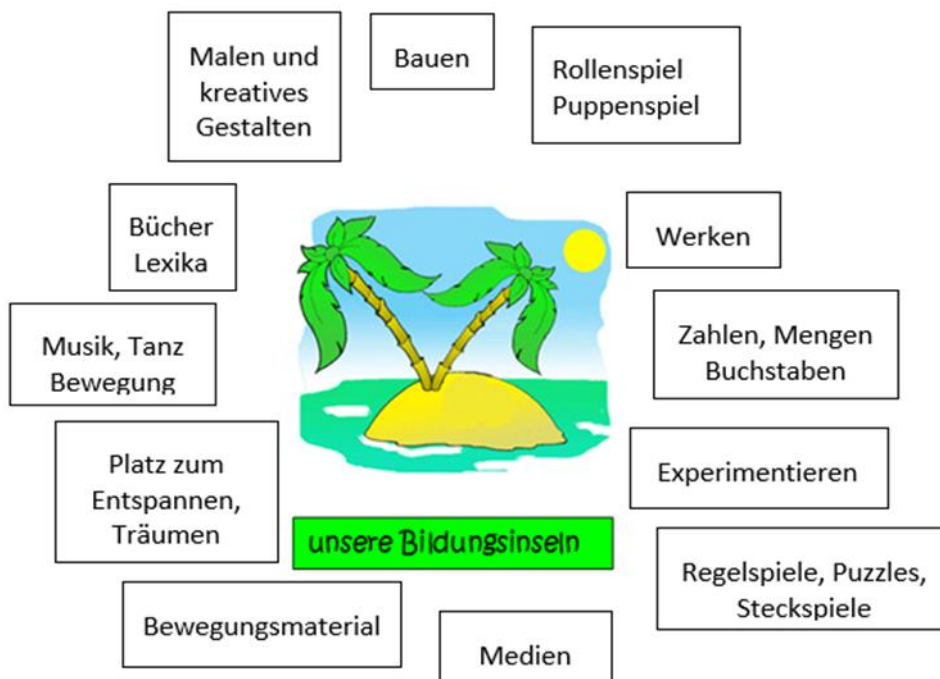 Malen und
kreatives
Gestalten
Bauen
Rollenspiel
Puppenspiel
Bücher
Lexika
Werken
Musik, Tanz
Bewegung
Zahlen, Mengen
Buchstaben
Platz zum
Entspannen,
Träumen
Experimentieren
unsere Bildungsinseln
Regelspiele, Puzzles,
Steckspiele
Bewegungsmaterial
Medien